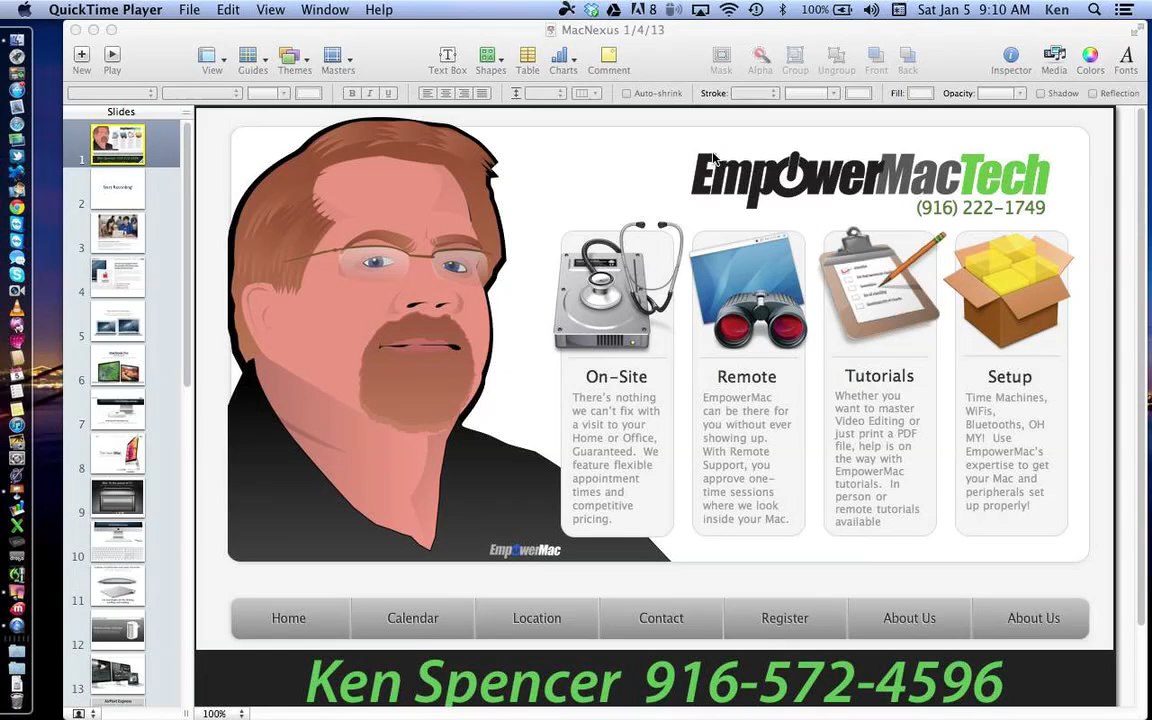 QuickTime Player File Edit View Window Help 8 100% Sat Jan 5 9:10 AM Ken
MacNexus 1/4/13
New Play View Guides Themes Masters Text Box Shapes Table Charts Comment Mask Alpha Group Ungroup Front Back Inspector Media Colors Fonts
B I U Auto-shrink Stroke: Fill: Opacity: Shadow Reflection
Slides
1
2
3
4
5
6
7
8
9
10
11
12
13
EmpowerMacTech
(916) 222-1749
On-Site
There's nothing
we can't fix with
a visit to your
Home or Office,
Guaranteed. We
feature flexible
appointment
times and
competitive
pricing.
Remote
EmpowerMac
can be there for
you without ever
showing up.
With Remote
Support, you
approve one-
time sessions
where we look
inside your Mac.
Tutorials
Whether you
want to master
Video Editing or
just print a PDF
file, help is on
the way with
EmpowerMac
tutorials. In
person or
remote tutorials
available
Setup
Time Machines,
WiFis,
Bluetooths, OH
MY! Use
EmpowerMac's
expertise to get
your Mac and
peripherals set
up properly!
EmpowerMac
Home Calendar Location Contact Register About Us About Us
Ken Spencer 916-572-4596
100%